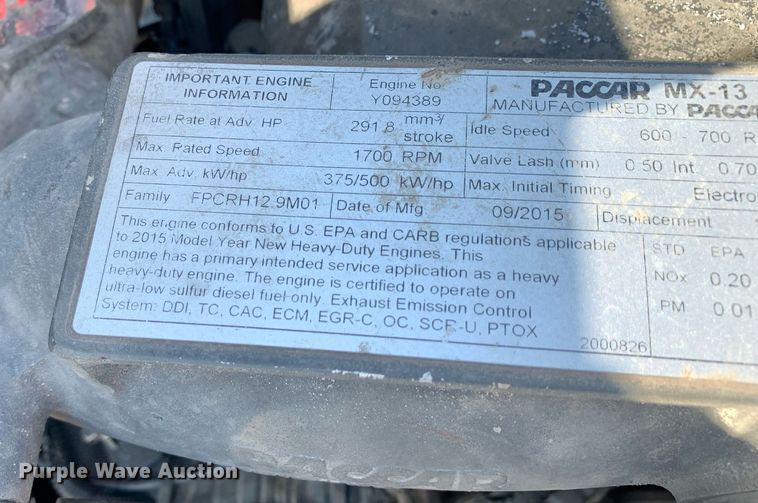 IMPORTANT ENGINE INFORMATION
Engine No. Y094389
PACCAR MX-13
MANUFACTURED BY PACCA
Fuel Rate at Adv. HP 291.8 mm³/stroke
Idle Speed 600 - 700 R
Max. Rated Speed 1700 RPM
Valve Lash (mm) 0.50 Int. 0.70
Max. Adv. kW/hp 375/500 kW/hp
Max. Initial Timing Electro
Family FPCRH12.9M01
Date of Mfg 09/2015
Displacement
This engine conforms to U.S. EPA and CARB regulations applicable
to 2015 Model Year New Heavy-Duty Engines. This
engine has a primary intended service application as a heavy
heavy-duty engine. The engine is certified to operate on
ultra-low sulfur diesel fuel only. Exhaust Emission Control
System: DDI, TC, CAC, ECM, EGR-C, OC, SCR-U, PTOX
STD EPA
NOx 0.20
PM 0.01
2000826
PACCAR
Purple Wave Auction